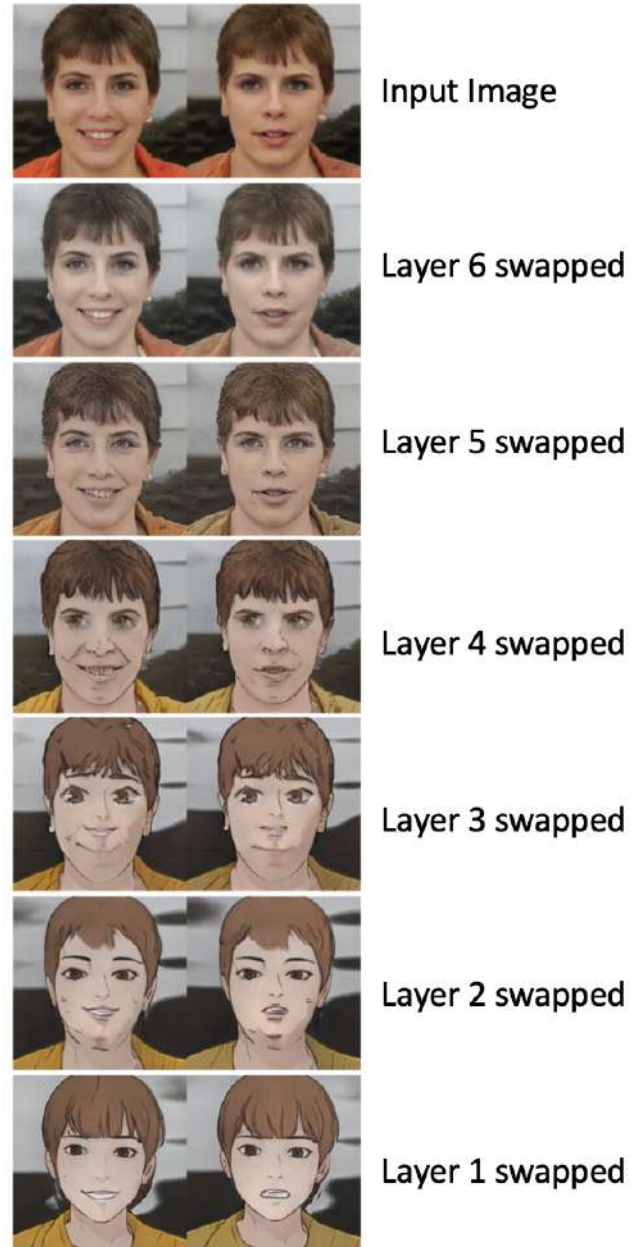 Input Image
Layer 6 swapped
Layer 5 swapped
Layer 4 swapped
Layer 3 swapped
Layer 2 swapped
Layer 1 swapped